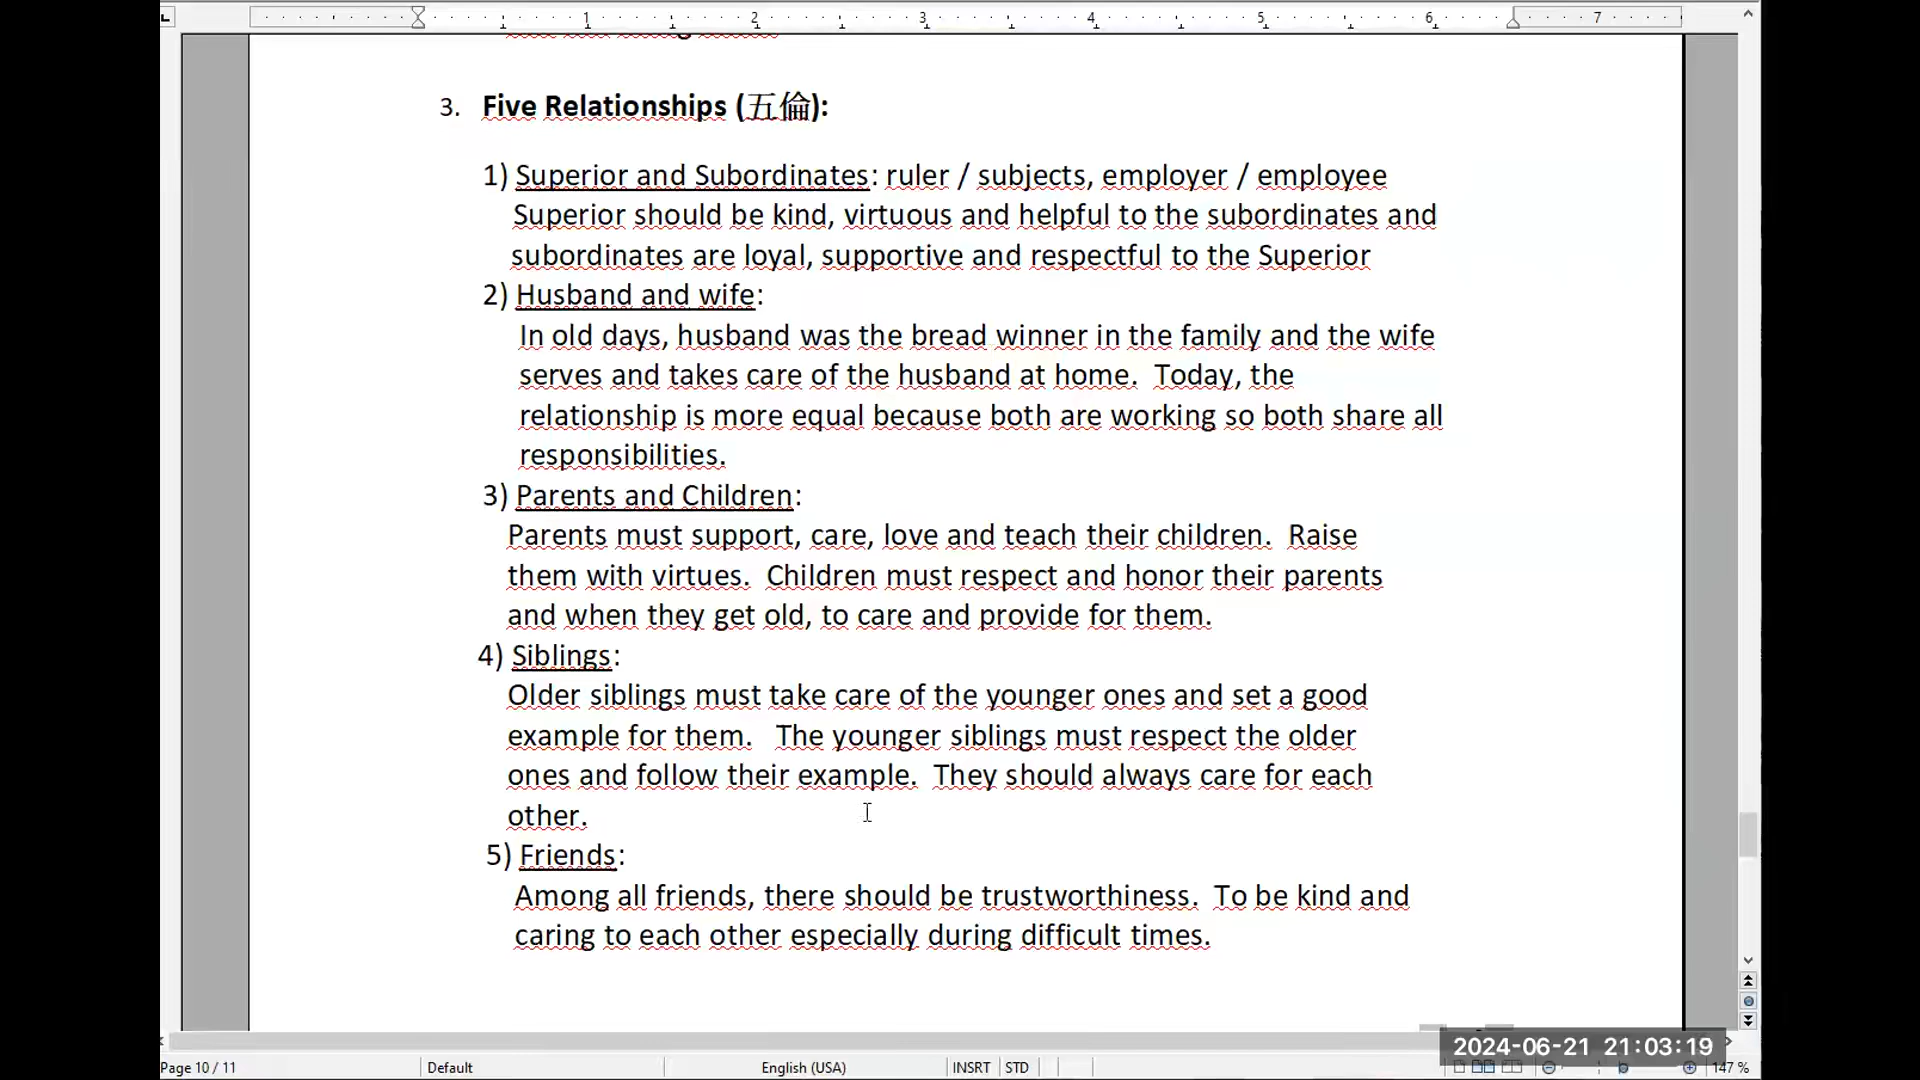 1 2 3 4 5 6 7
3. Five Relationships (五倫):
1) Superior and Subordinates: ruler / subjects, employer / employee
Superior should be kind, virtuous and helpful to the subordinates and
subordinates are loyal, supportive and respectful to the Superior
2) Husband and wife:
In old days, husband was the bread winner in the family and the wife
serves and takes care of the husband at home. Today, the
relationship is more equal because both are working so both share all
responsibilities.
3) Parents and Children:
Parents must support, care, love and teach their children. Raise
them with virtues. Children must respect and honor their parents
and when they get old, to care and provide for them.
4) Siblings:
Older siblings must take care of the younger ones and set a good
example for them. The younger siblings must respect the older
ones and follow their example. They should always care for each
other.
5) Friends:
Among all friends, there should be trustworthiness. To be kind and
caring to each other especially during difficult times.
2024-06-21 21:03:19
Page 10 / 11 Default English (USA) INSRT STD 147 %